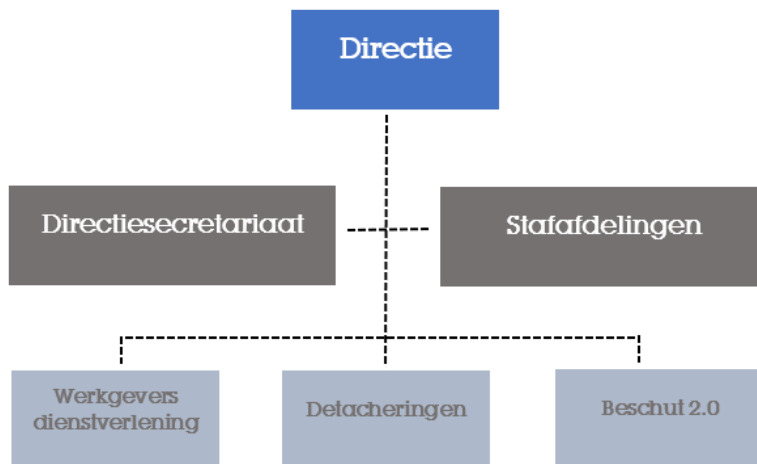 Directie
Directiesecretariaat
Stafafdelingen
Werkgevers
dienstverlening
Detacheringen
Beschut 2.0